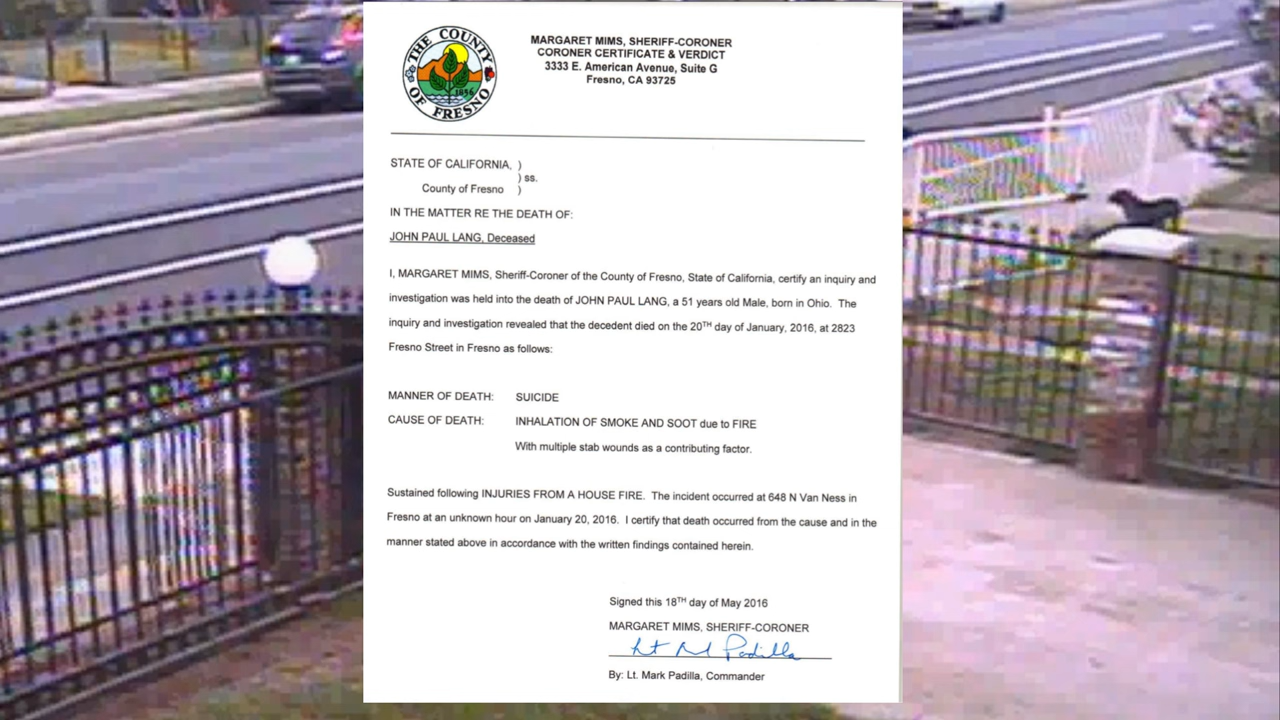 THE COUNTY
OF FRESNO
1856
MARGARET MIMS, SHERIFF-CORONER
CORONER CERTIFICATE & VERDICT
3333 E. American Avenue, Suite G
Fresno, CA 93725
STATE OF CALIFORNIA, )
) ss.
County of Fresno )
IN THE MATTER RE THE DEATH OF:
JOHN PAUL LANG, Deceased
I, MARGARET MIMS, Sheriff-Coroner of the County of Fresno, State of California, certify an inquiry and
investigation was held into the death of JOHN PAUL LANG, a 51 years old Male, born in Ohio. The
inquiry and investigation revealed that the decedent died on the 20TH day of January, 2016, at 2823
Fresno Street in Fresno as follows:
MANNER OF DEATH: SUICIDE
CAUSE OF DEATH: INHALATION OF SMOKE AND SOOT due to FIRE
With multiple stab wounds as a contributing factor.
Sustained following INJURIES FROM A HOUSE FIRE. The incident occurred at 648 N Van Ness in
Fresno at an unknown hour on January 20, 2016. I certify that death occurred from the cause and in the
manner stated above in accordance with the written findings contained herein.
Signed this 18TH day of May 2016
MARGARET MIMS, SHERIFF-CORONER
Lt Mark Padilla
By: Lt. Mark Padilla, Commander